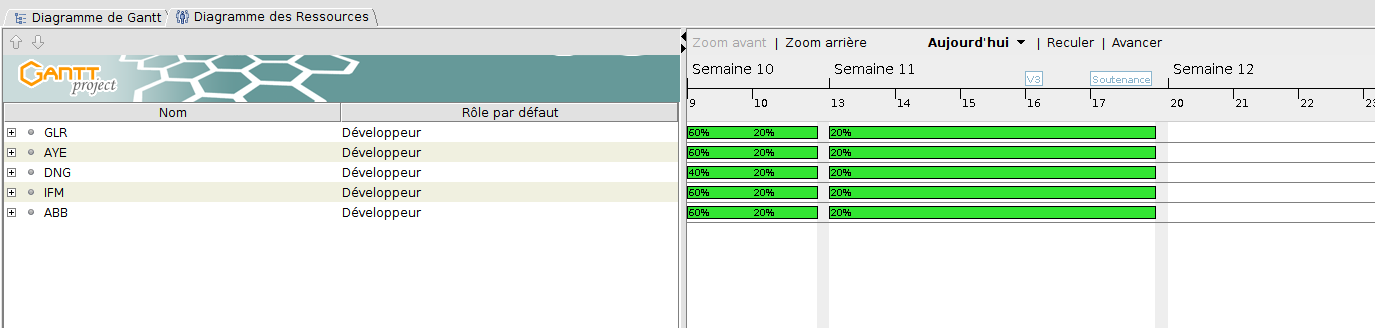 Diagramme de Gantt Diagramme des Ressources
Zoom avant | Zoom arrière Aujourd'hui | Reculer | Avancer
GANTT project
Semaine 10 Semaine 11 Semaine 12
V3 Soutenance
9 10 13 14 15 16 17 20 21 22 23
Nom Rôle par défaut
GLR Développeur 60% 20% 20%
AYE Développeur 60% 20% 20%
DNG Développeur 40% 20% 20%
IFM Développeur 60% 20% 20%
ABB Développeur 60% 20% 20%